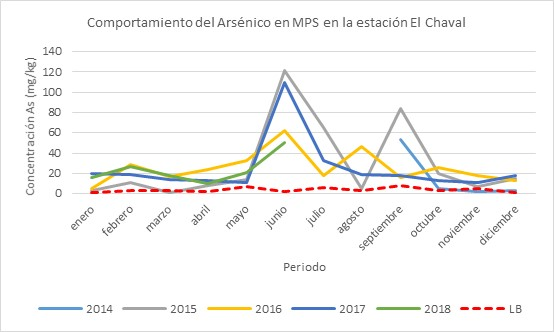 Comportamiento del Arsénico en MPS en la estación El Chaval
Concentración As (mg/kg)
140
120
100
80
60
40
20
0
enero
febrero
marzo
abril
mayo
junio
julio
agosto
septiembre
octubre
noviembre
diciembre
Periodo
2014
2015
2016
2017
2018
LB